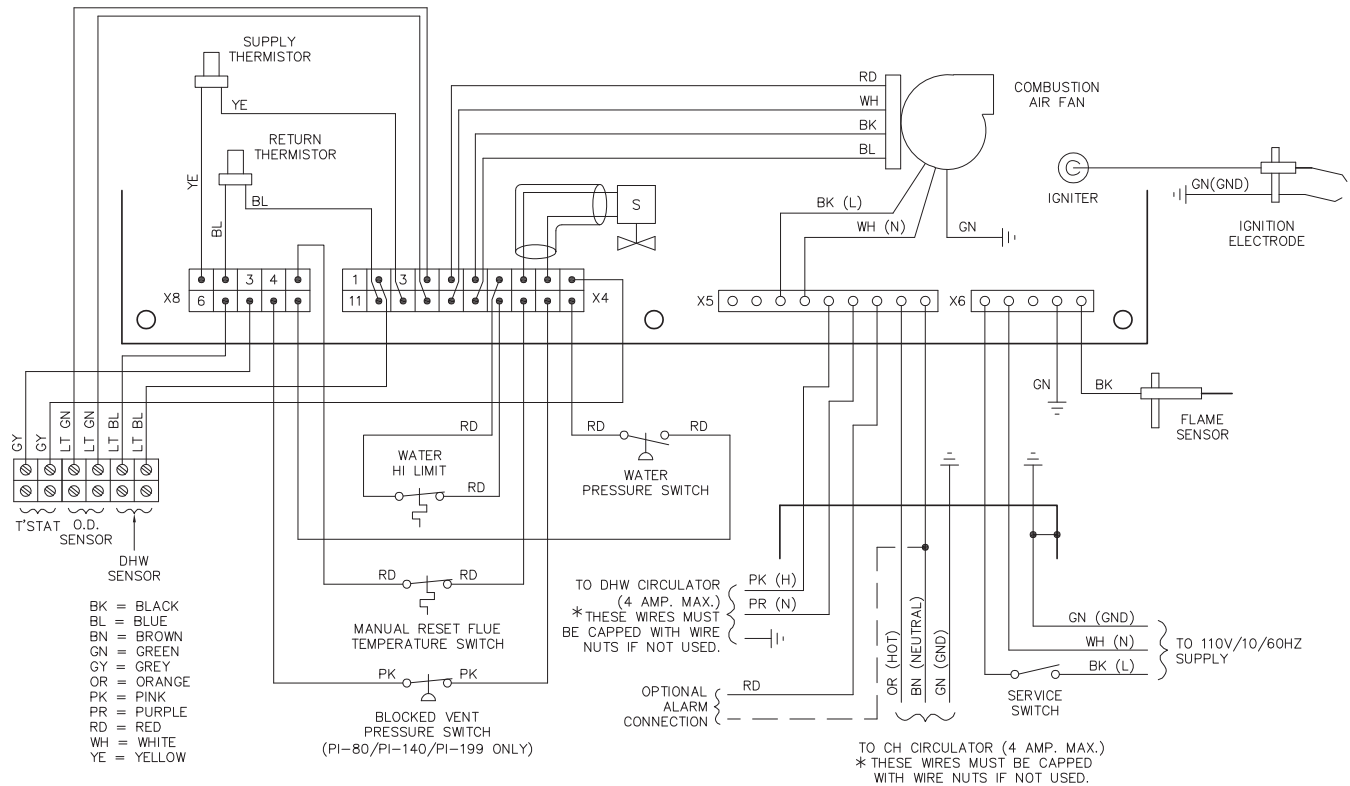 SUPPLY
THERMISTOR
YE
RETURN
THERMISTOR
YE
BL
BL
RD
WH
BK
BL
COMBUSTION
AIR FAN
S
BK (L)
WH (N)
GN
IGNITER
GN(GND)
IGNITION
ELECTRODE
X8
3
4
6
1
3
11
X4
X5
X6
GN
BK
FLAME
SENSOR
GY
GY
LT GN
LT GN
LT BL
LT BL
T'STAT
O.D.
SENSOR
DHW
SENSOR
RD
WATER
HI LIMIT
RD
RD
RD
WATER
PRESSURE SWITCH
RD
RD
MANUAL RESET FLUE
TEMPERATURE SWITCH
PK
PK
BLOCKED VENT
PRESSURE SWITCH
(PI-80/PI-140/PI-199 ONLY)
BK = BLACK
BL = BLUE
BN = BROWN
GN = GREEN
GY = GREY
OR = ORANGE
PK = PINK
PR = PURPLE
RD = RED
WH = WHITE
YE = YELLOW
TO DHW CIRCULATOR
(4 AMP. MAX.)
*THESE WIRES MUST
BE CAPPED WITH WIRE
NUTS IF NOT USED.
PK (H)
PR (N)
OPTIONAL
ALARM
CONNECTION
RD
OR (HOT)
BN (NEUTRAL)
GN (GND)
TO CH CIRCULATOR (4 AMP. MAX.)
*THESE WIRES MUST BE CAPPED
WITH WIRE NUTS IF NOT USED.
GN (GND)
WH (N)
BK (L)
TO 110V/10/60HZ
SUPPLY
SERVICE
SWITCH